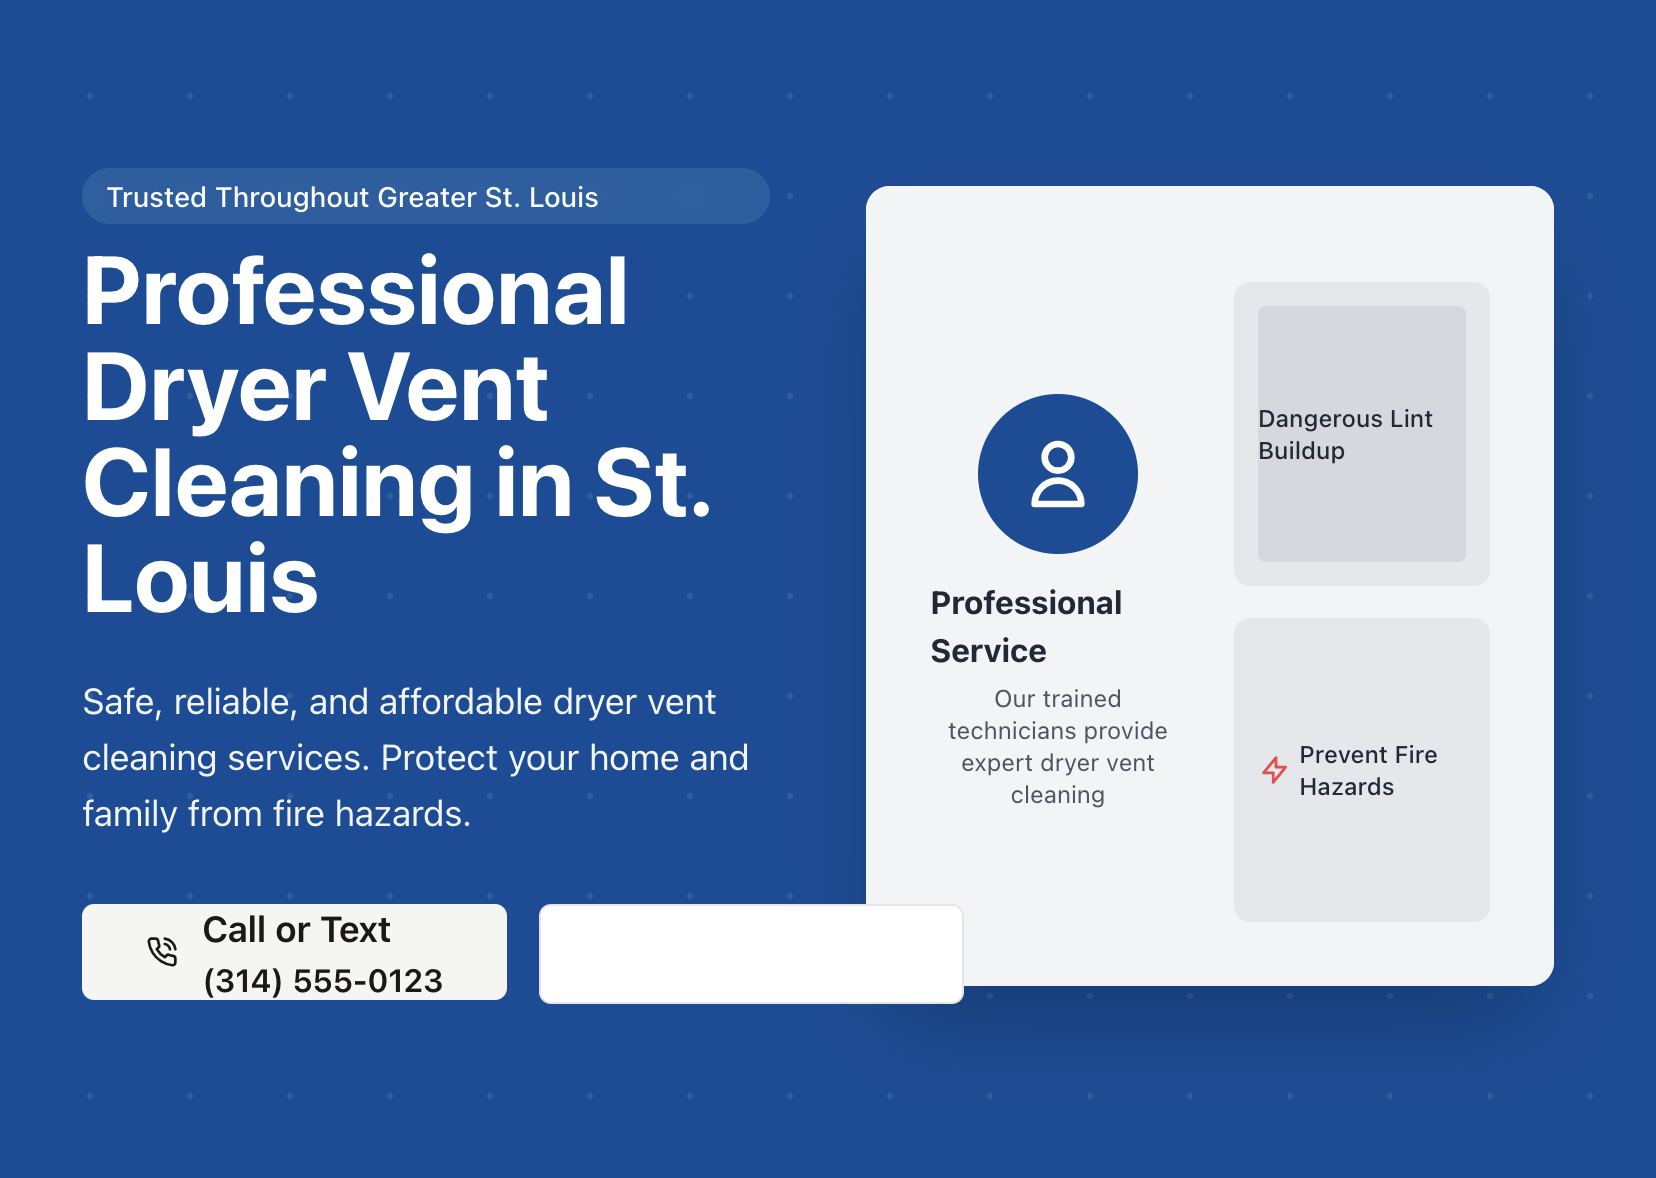 Trusted Throughout Greater St. Louis
Professional
Dryer Vent
Cleaning in St.
Louis
Safe, reliable, and affordable dryer vent
cleaning services. Protect your home and
family from fire hazards.
Call or Text
(314) 555-0123
Professional
Service
Our trained
technicians provide
expert dryer vent
cleaning
Dangerous Lint
Buildup
Prevent Fire
Hazards